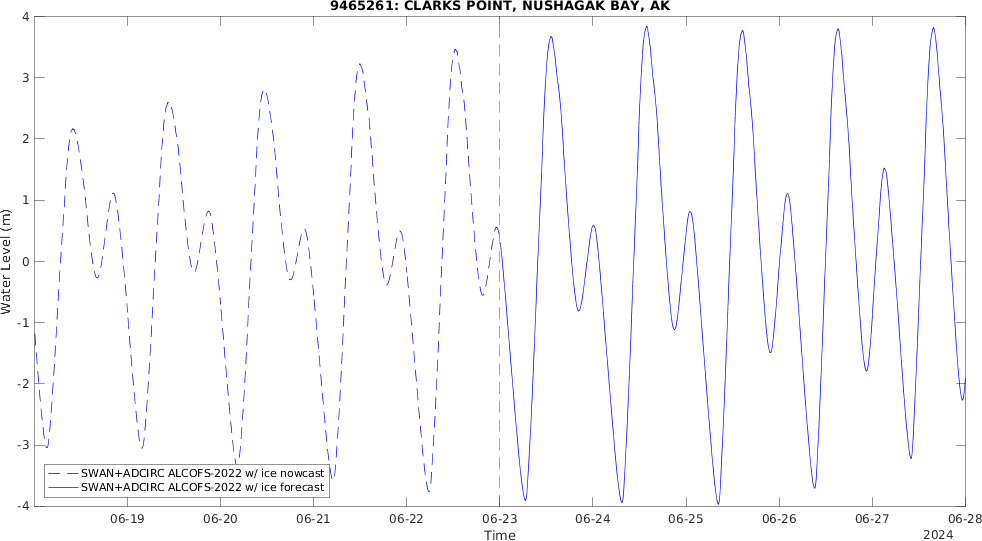 9465261: CLARKS POINT, NUSHAGAK BAY, AK
Water Level (m)
4
3
2
1
0
-1
-2
-3
-4
SWAN+ADCIRC ALCOFS-2022 w/ ice nowcast
SWAN+ADCIRC ALCOFS-2022 w/ ice forecast
06-19 06-20 06-21 06-22 06-23 06-24 06-25 06-26 06-27 06-28
Time
2024